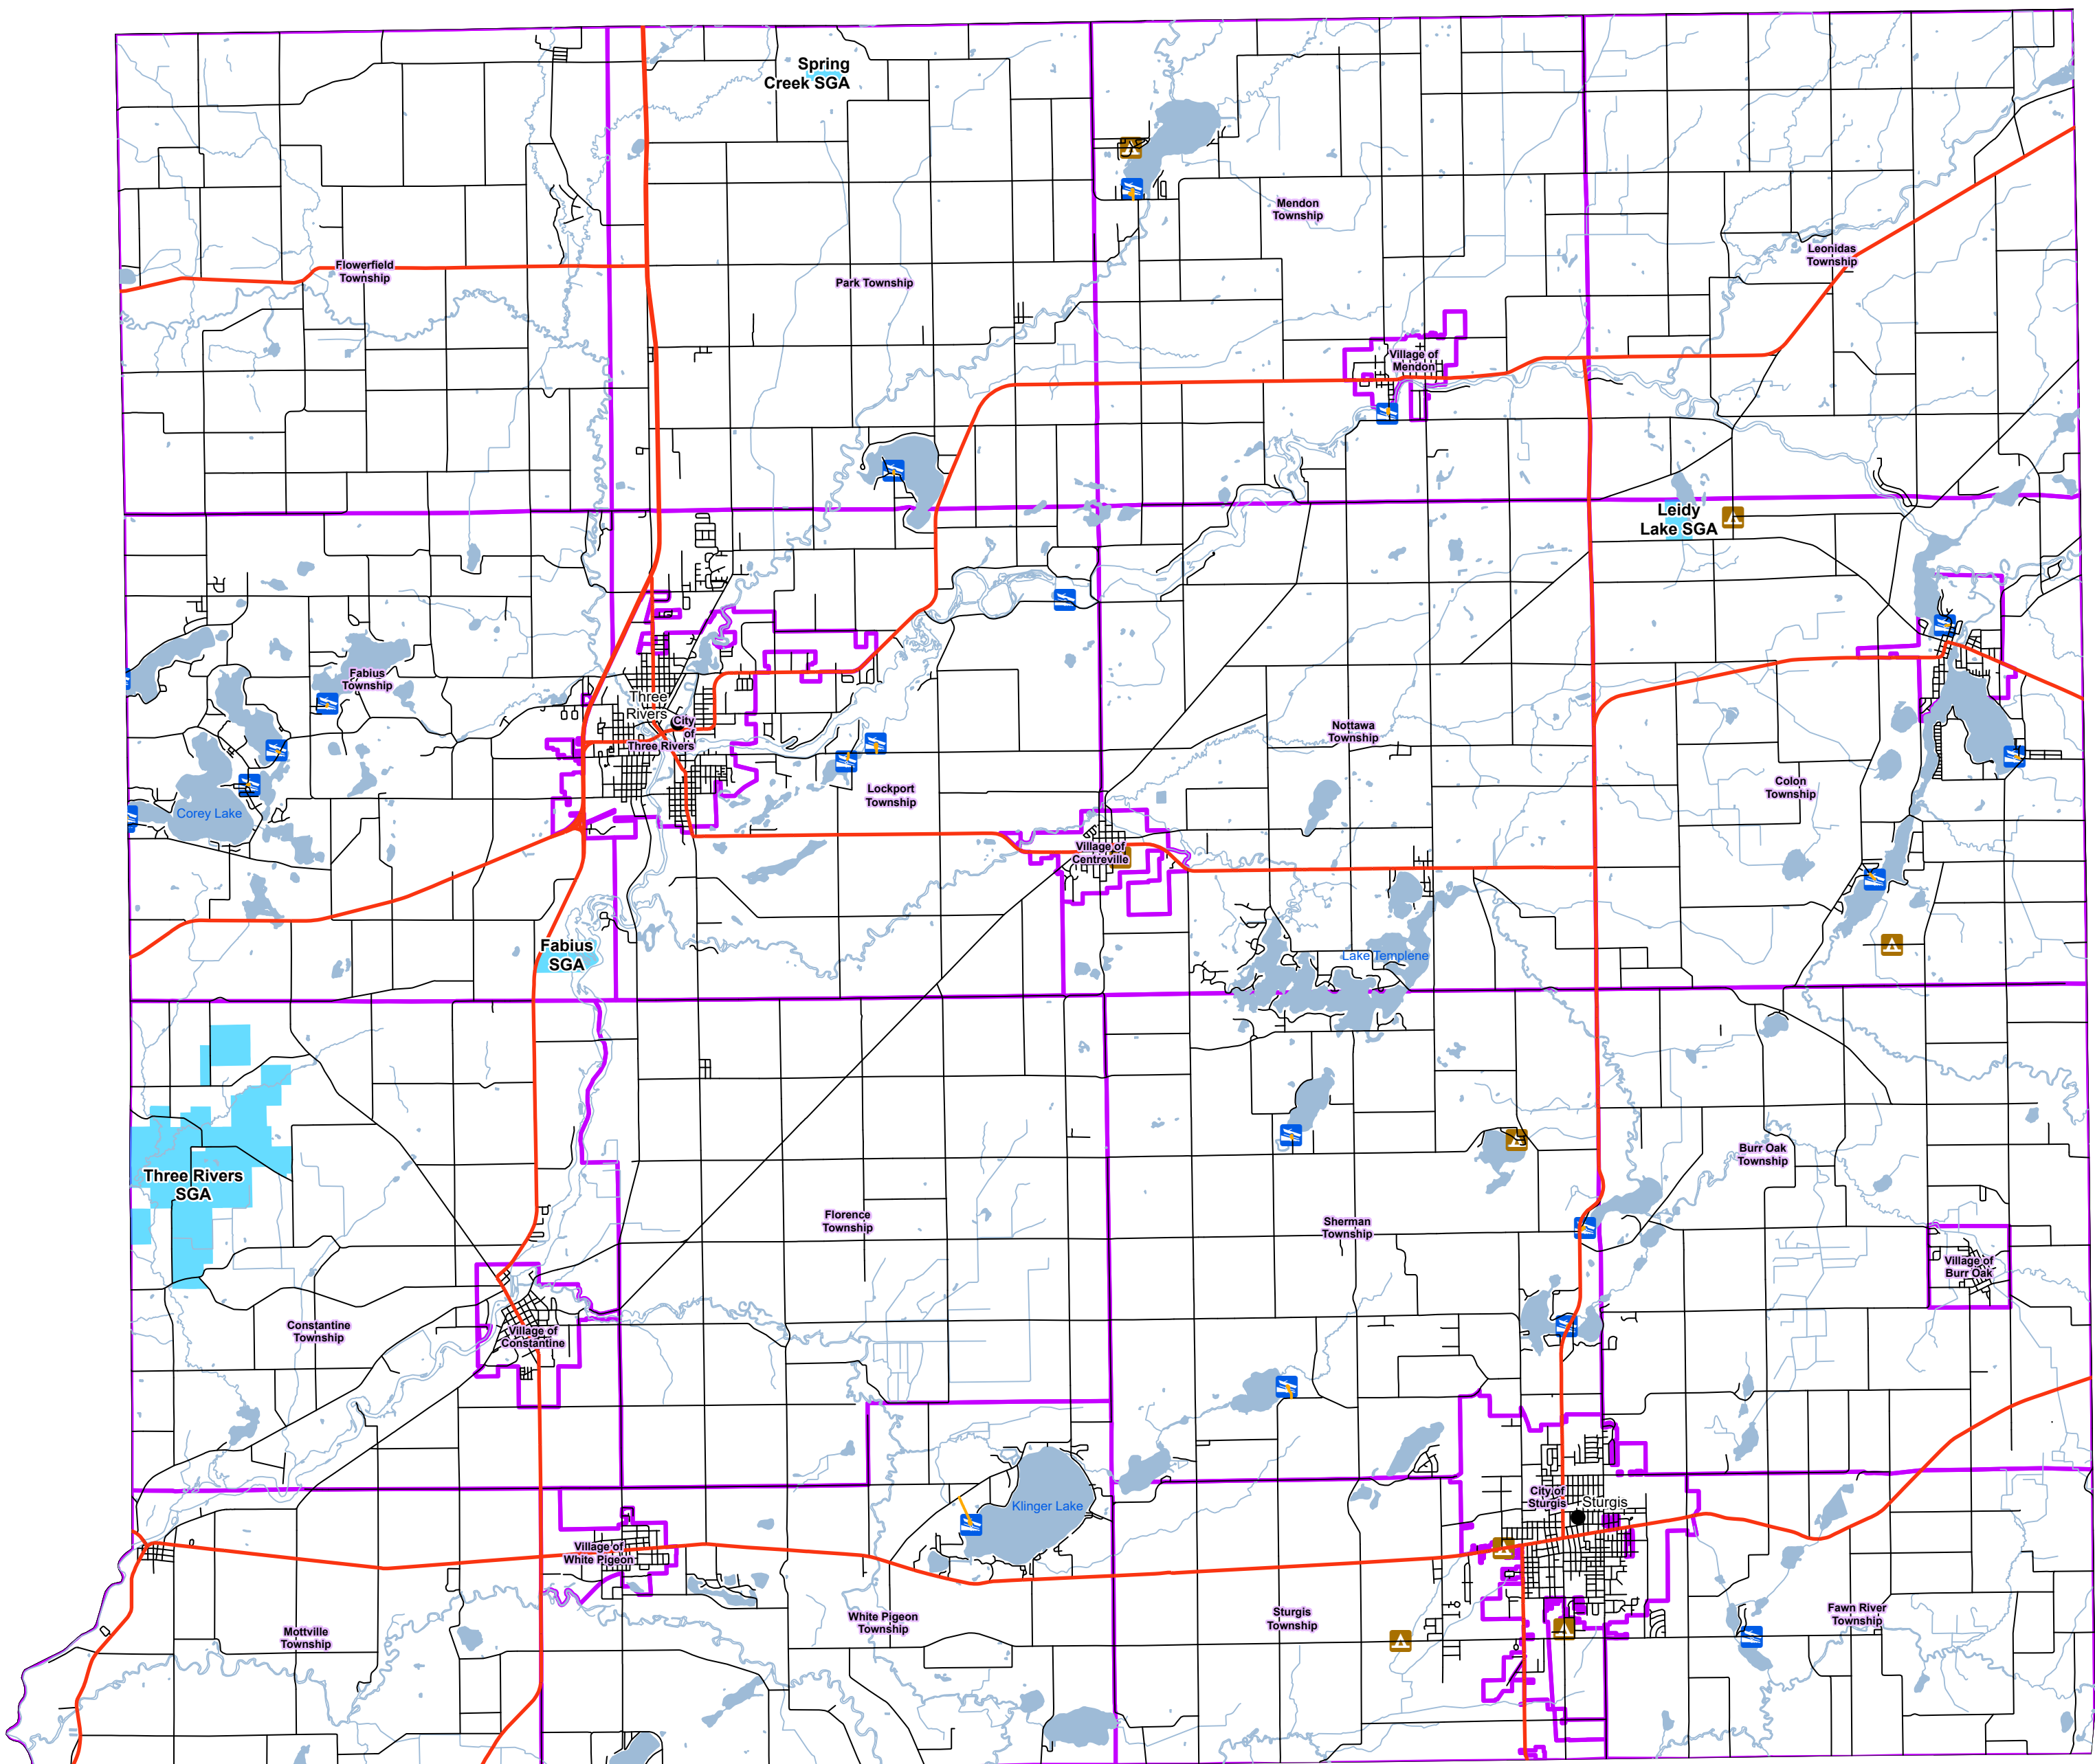 Spring
Creek SGA
Mendon
Township
Leonidas
Township
Flowerfield
Township
Park Township
Village of
Mendon
Leidy
Lake SGA
Fabius
Township
Three
Rivers
City
of
Three Rivers
Nottawa
Township
Colon
Township
Lockport
Township
Corey Lake
Village of
Centreville
Fabius
SGA
Lake Templene
Burr Oak
Township
Three Rivers
SGA
Florence
Township
Sherman
Township
Village of
Burr Oak
Constantine
Township
Village of
Constantine
City of
Sturgis
Sturgis
Klinger Lake
Village of
White Pigeon
Mottville
Township
White Pigeon
Township
Sturgis
Township
Fawn River
Township